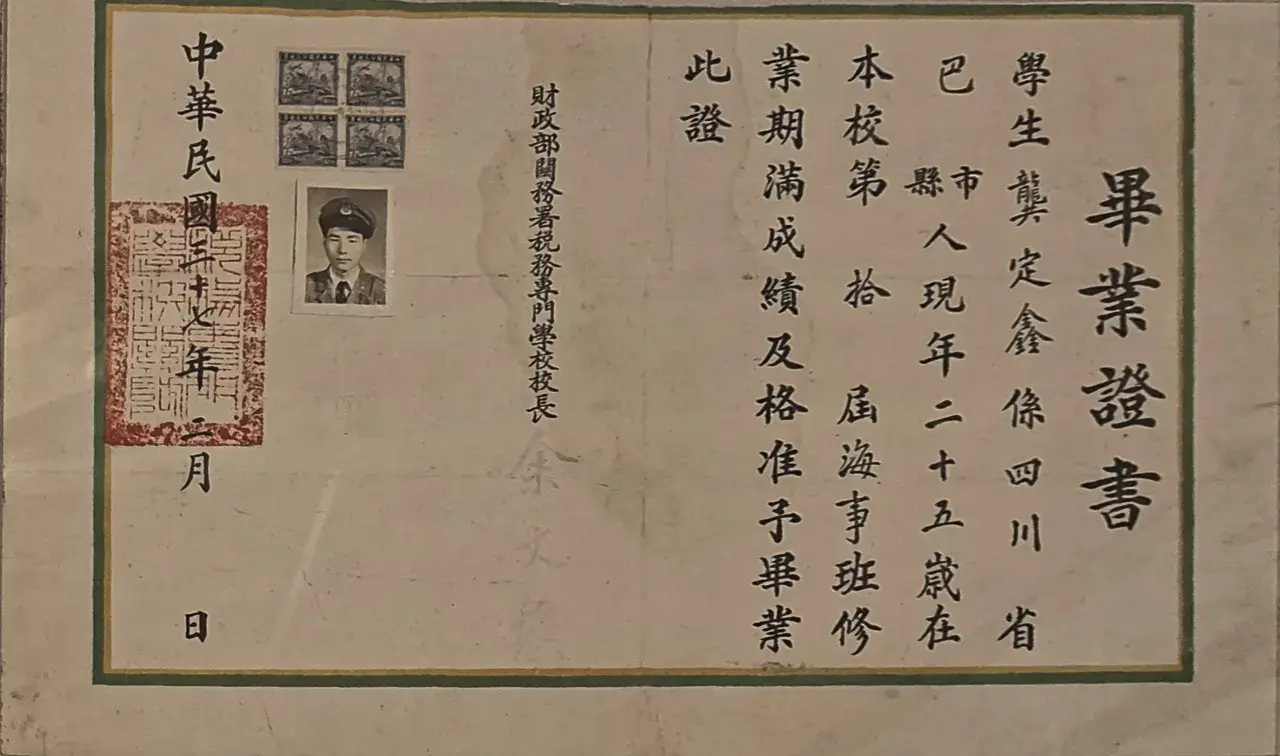 畢業證書
學生龔定鑫係四川省
巴市縣人現年二十五歲在
本校第拾屆海事班修
業期滿成績及格准予畢業
此證
財政部關務署稅務專門學校校長
余文
中華民國三十七年二月日